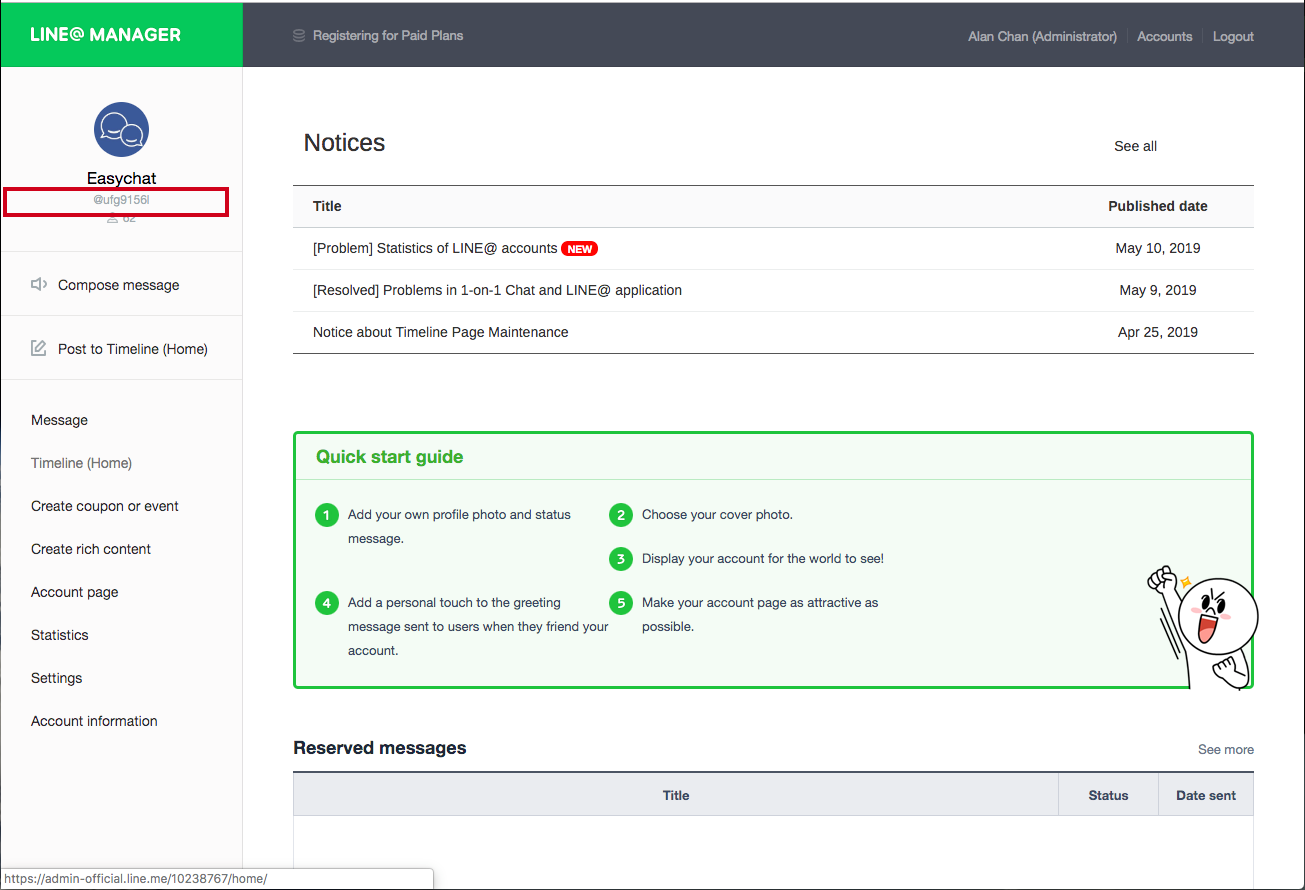 LINE@ MANAGER
Registering for Paid Plans
Alan Chan (Administrator)
Accounts
Logout
Easychat
@ufg9156l
62
Compose message
Post to Timeline (Home)
Message
Timeline (Home)
Create coupon or event
Create rich content
Account page
Statistics
Settings
Account information
Notices
See all
Title Published date
[Problem] Statistics of LINE@ accounts NEW May 10, 2019
[Resolved] Problems in 1-on-1 Chat and LINE@ application May 9, 2019
Notice about Timeline Page Maintenance Apr 25, 2019
Quick start guide
1 Add your own profile photo and status
message.
2 Choose your cover photo.
3 Display your account for the world to see!
4 Add a personal touch to the greeting
message sent to users when they friend your
account.
5 Make your account page as attractive as
possible.
Reserved messages
See more
Title Status Date sent
https://admin-official.line.me/10238767/home/